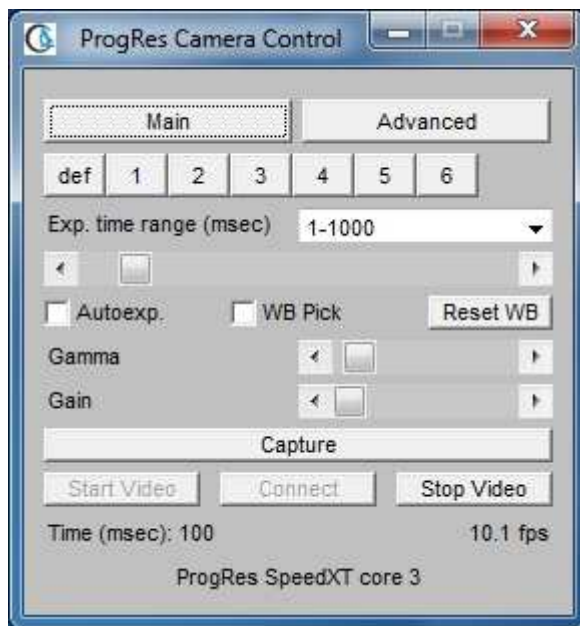 ProgRes Camera Control
Main Advanced
def 1 2 3 4 5 6
Exp. time range (msec) 1-1000
Autoexp. WB Pick Reset WB
Gamma
Gain
Capture
Start Video Connect Stop Video
Time (msec): 100 10.1 fps
ProgRes SpeedXT core 3